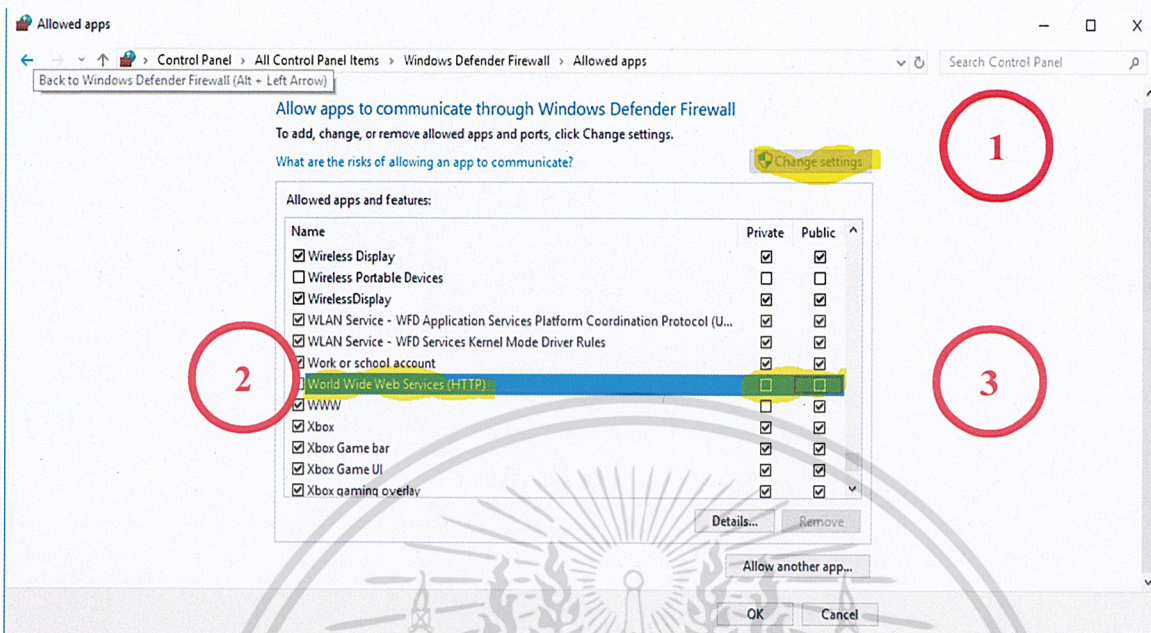 Allowed apps
Control Panel > All Control Panel Items > Windows Defender Firewall > Allowed apps
Search Control Panel
Back to Windows Defender Firewall (Alt + Left Arrow)
Allow apps to communicate through Windows Defender Firewall
To add, change, or remove allowed apps and ports, click Change settings.
1
What are the risks of allowing an app to communicate?
Change settings
Allowed apps and features:
Name Private Public
Wireless Display
Wireless Portable Devices
WirelessDisplay
WLAN Service - WFD Application Services Platform Coordination Protocol (U...
WLAN Service - WFD Services Kernel Mode Driver Rules
Work or school account
2
World Wide Web Services (HTTP)
3
WWW
Xbox
Xbox Game bar
Xbox Game UI
Xbox gaming overlay
Details... Remove
Allow another app...
OK Cancel